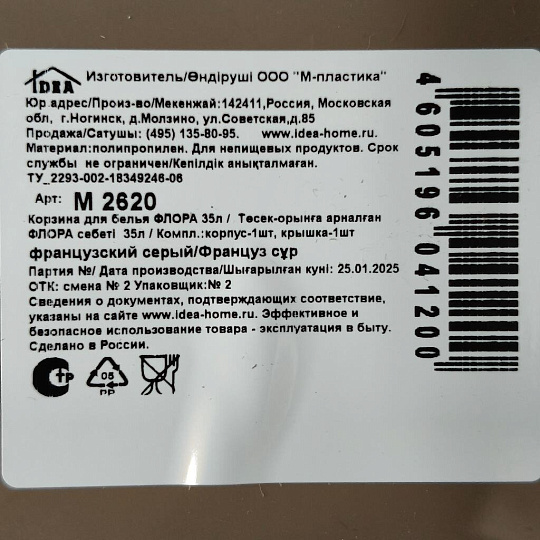 IDEA
Изготовитель/Өндіруші ООО "М-пластика"
Юр.адрес/Произ-во/Мекенжай:142411,Россия, Московская
обл, г.Ногинск, д.Молзино, ул.Советская,д.85
Продажа/Сатушы: (495) 135-80-95. www.idea-home.ru.
Материал:полипропилен. Для непищевых продуктов. Срок
службы не ограничен/Кепілдік анықталмаған.
ТУ_2293-002-18349246-06
Арт: М 2620
Корзина для белья ФЛОРА 35л / Төсек-орынға арналған
ФЛОРА себеті 35л / Компл.:корпус-1шт, крышка-1шт
французский серый/Француз сұр
Партия №/ Дата производства/Шығарылған куні: 25.01.2025
ОТК: смена № 2 Упаковщик:№ 2
Сведения о документах, подтверждающих соответствие,
указаны на сайте www.idea-home.ru. Эффективное и
безопасное использование товара - эксплуатация в быту.
Сделано в России.
СТР
05
PP
4 605196 041200